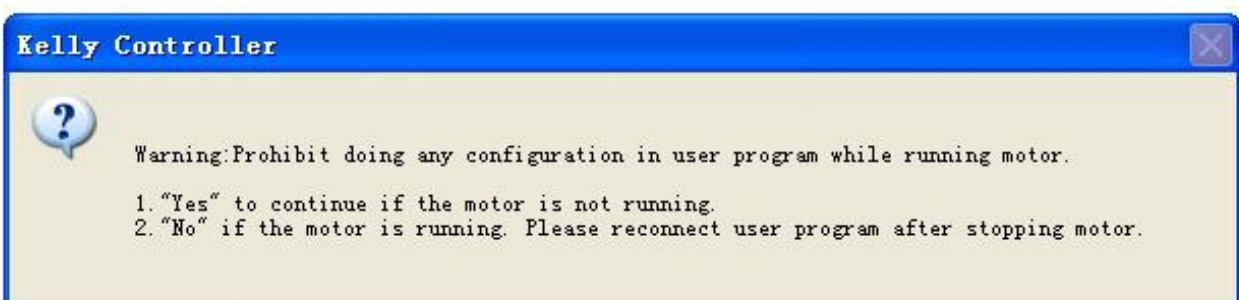 Kelly Controller
?
Warning:Prohibit doing any configuration in user program while running motor.
1."Yes" to continue if the motor is not running.
2."No" if the motor is running. Please reconnect user program after stopping motor.